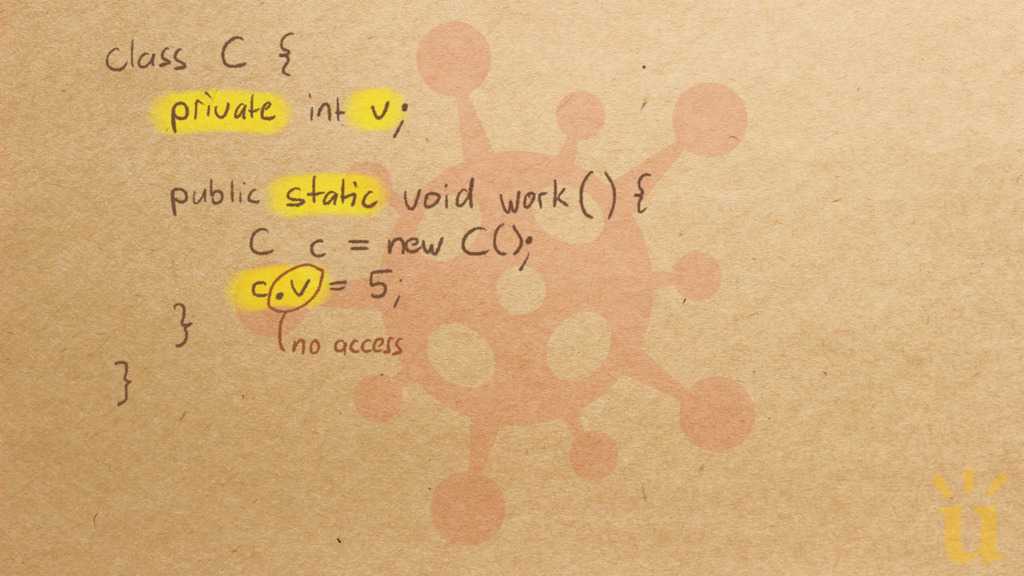 class C {
private int v;
public static void work() {
C c = new C();
c.v = 5;
}
no access
}
u